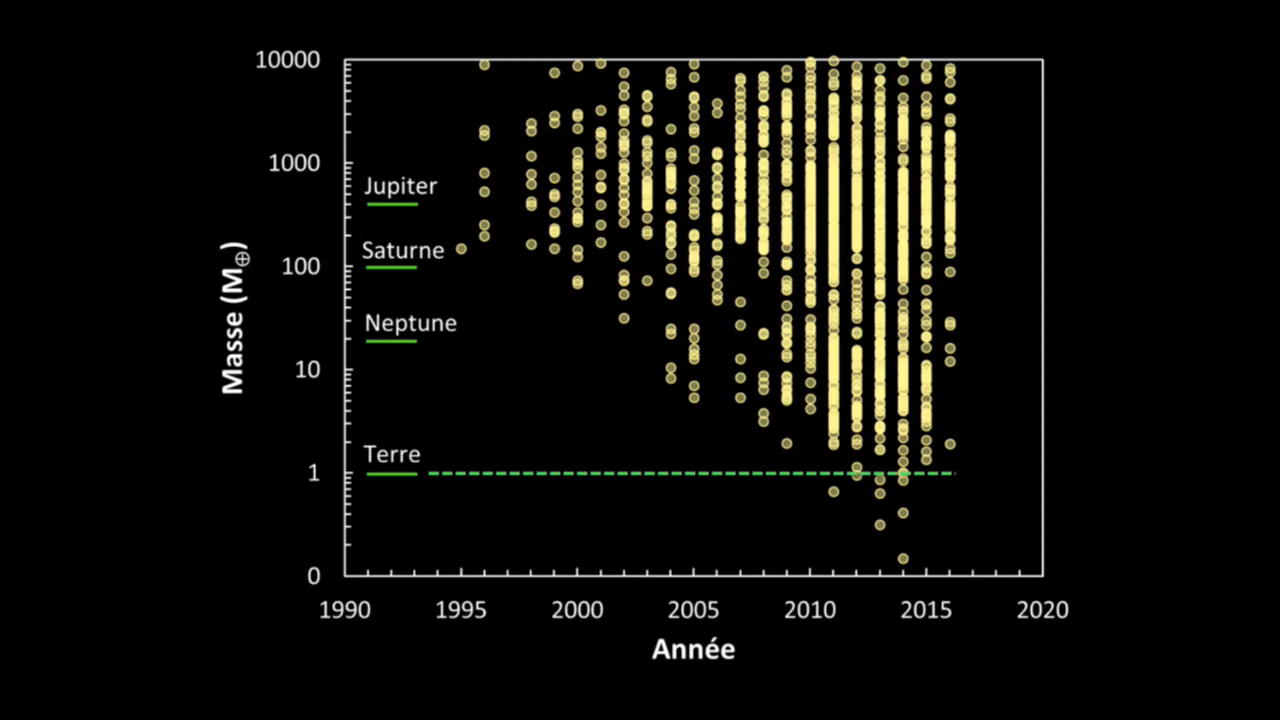 10000
1000
100
10
1
0
Masse (M⊕)
Jupiter
Saturne
Neptune
Terre
1990 1995 2000 2005 2010 2015 2020
Année